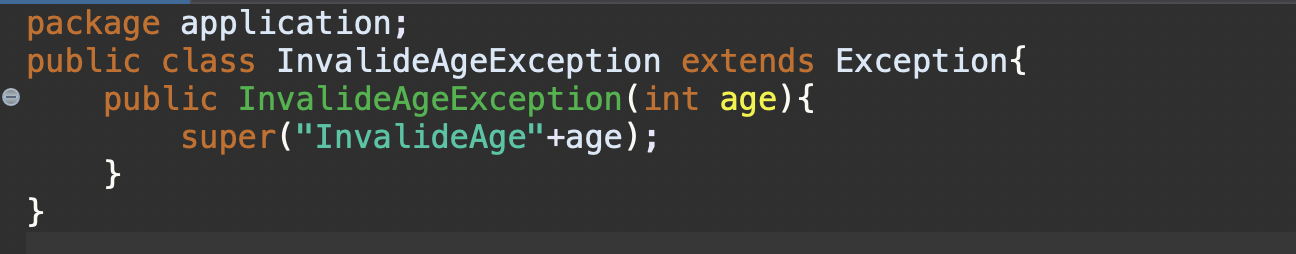 package application;
public class InvalideAgeException extends Exception{
    public InvalideAgeException(int age){
        super("InvalideAge"+age);
    }
}